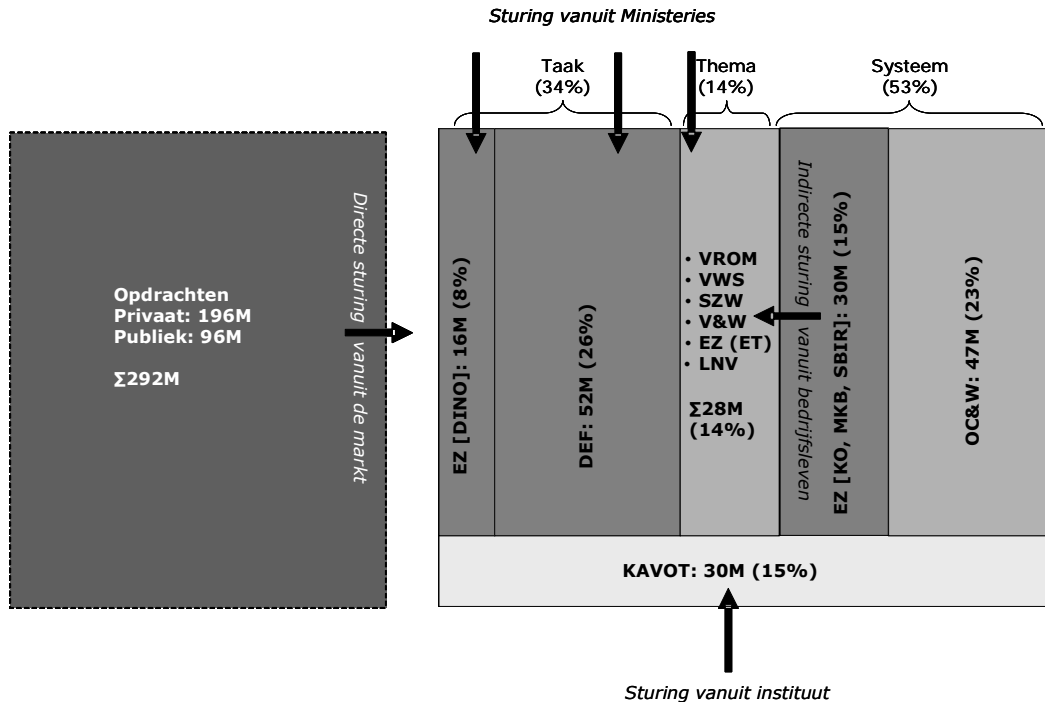 Sturing vanuit Ministeries
Taak
(34%)
Thema
(14%)
Systeem
(53%)
Opdrachten
Privaat: 196M
Publiek: 96M
Σ292M
Directe sturing vanuit de markt
EZ [DINO]: 16M (8%)
DEF: 52M (26%)
• VROM
• VWS
• SZW
• V&W
• EZ (ET)
• LNV
Σ28M
(14%)
Indirecte sturing vanuit bedrijfsleven
EZ [KO, MKB, SBIR]: 30M (15%)
OC&W: 47M (23%)
KAVOT: 30M (15%)
Sturing vanuit instituut